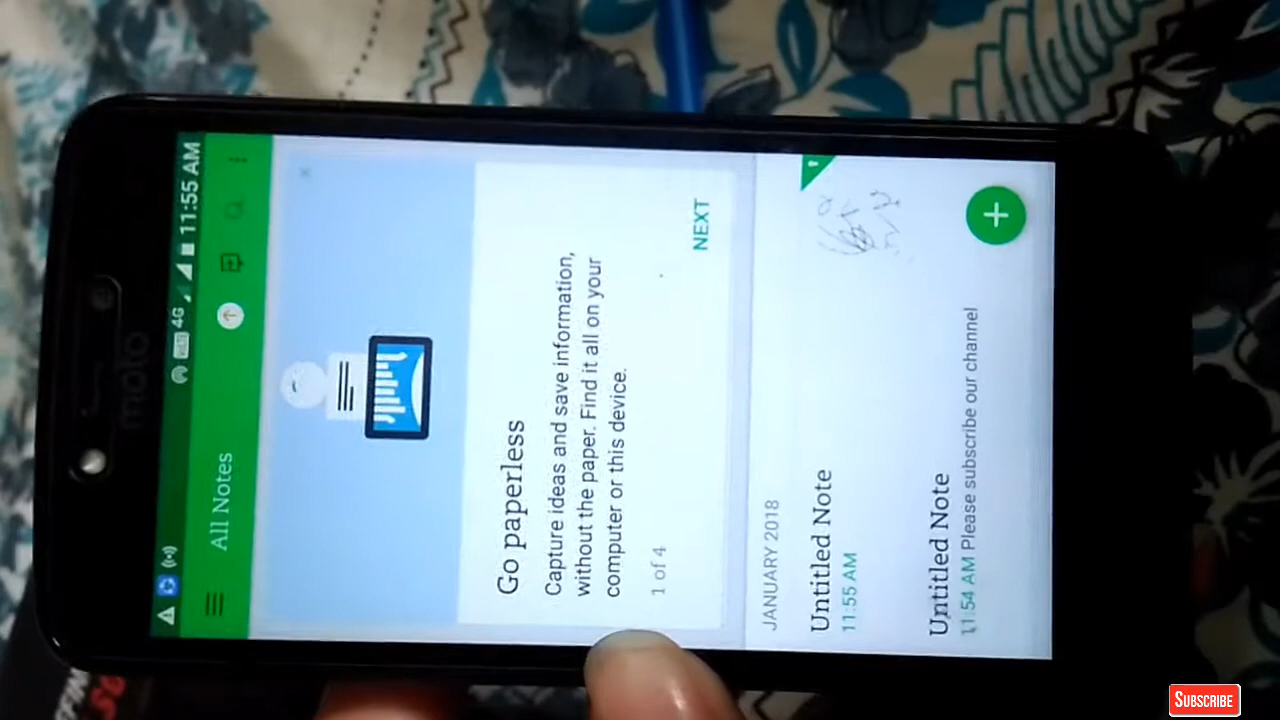 moto
4G 11:55 AM
All Notes
Go paperless
Capture ideas and save information,
without the paper. Find it all on your
computer or this device.
1 of 4
NEXT
JANUARY 2018
Untitled Note
11:55 AM
Untitled Note
11:54 AM Please subscribe our channel
SUBSCRIBE